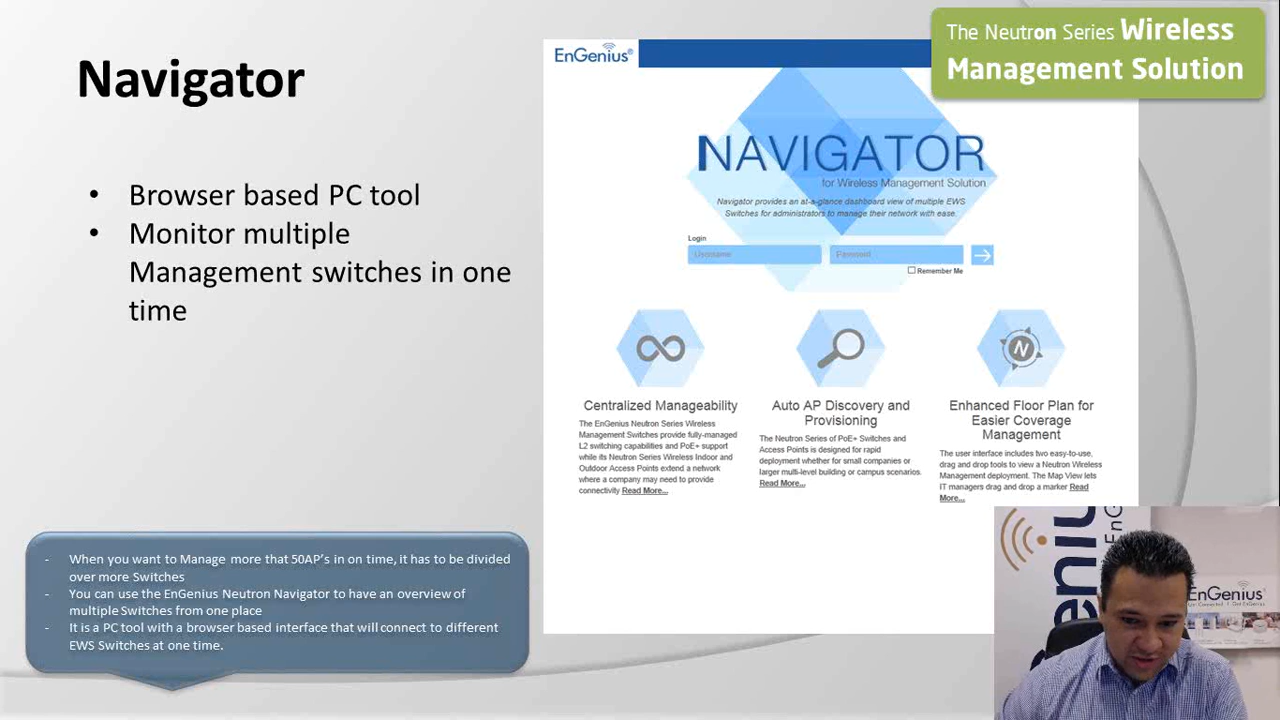 The Neutron Series Wireless
Management Solution
Navigator
• Browser based PC tool
• Monitor multiple
Management switches in one
time
EnGenius®
NAVIGATOR
for Wireless Management Solution
Navigator provides an at-a-glance dashboard view of multiple EWS
Switches for administrators to manage their network with ease.
Login
Username
Password
Remember Me
N
Centralized Manageability
The EnGenius Neutron Series Wireless
Management Switches provide fully-managed
L2 switching capabilities and PoE+ support
while its Neutron Series Wireless Indoor and
Outdoor Access Points extend a network
where a company may need to provide
connectivity Read More...
Auto AP Discovery and
Provisioning
The Neutron Series of PoE+ Switches and
Access Points is designed for rapid
deployment whether for small companies or
larger multi-level building or campus scenarios.
Read More...
Enhanced Floor Plan for
Easier Coverage
Management
The user interface includes two easy-to-use,
drag and drop tools to view a Neutron Wireless
Management deployment. The Map View lets
IT managers drag and drop a marker Read
More...
- When you want to Manage more that 50AP's in on time, it has to be divided
over more Switches
- You can use the EnGenius Neutron Navigator to have an overview of
multiple Switches from one place
- It is a PC tool with a browser based interface that will connect to different
EWS Switches at one time.
EnGenius